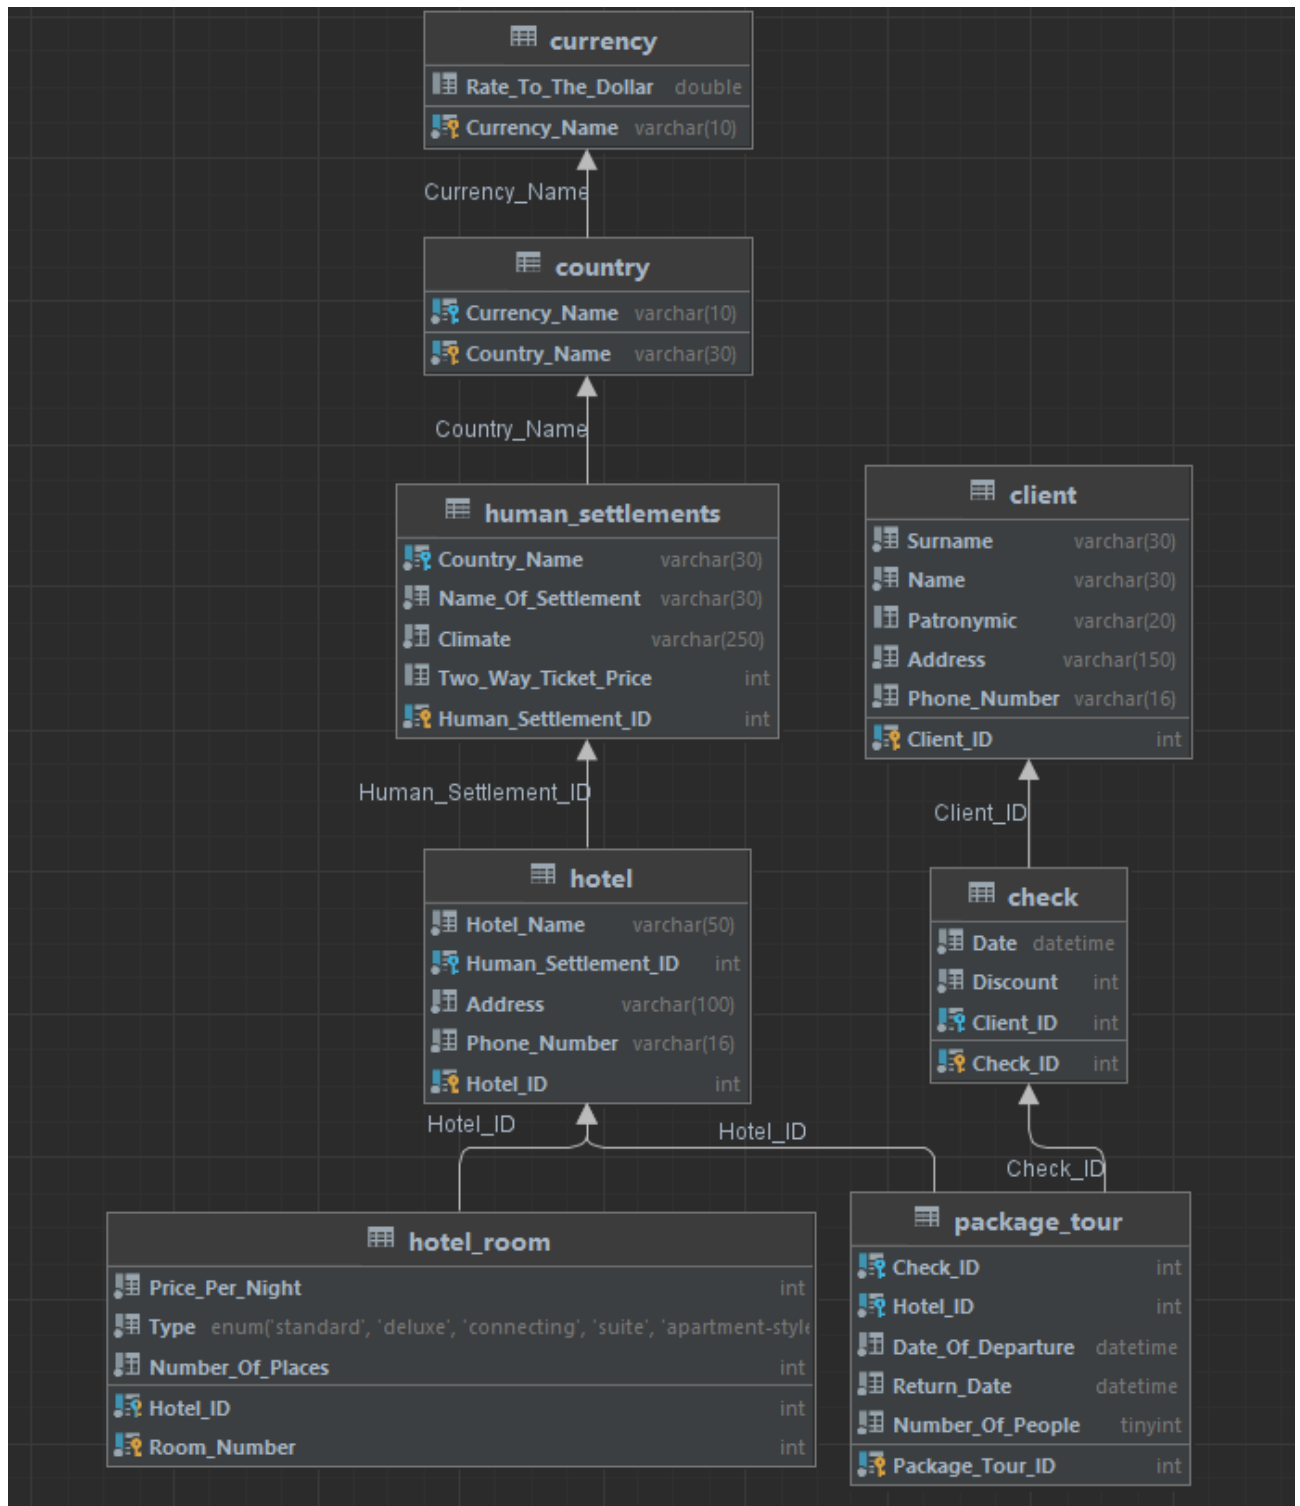 currency
Rate_To_The_Dollar double
Currency_Name varchar(10)
Currency_Name
country
Currency_Name varchar(10)
Country_Name varchar(30)
Country_Name
human_settlements
Country_Name varchar(30)
Name_Of_Settlement varchar(30)
Climate varchar(250)
Two_Way_Ticket_Price int
Human_Settlement_ID int
client
Surname varchar(30)
Name varchar(30)
Patronymic varchar(20)
Address varchar(150)
Phone_Number varchar(16)
Client_ID int
Human_Settlement_ID
Client_ID
hotel
Hotel_Name varchar(50)
Human_Settlement_ID int
Address varchar(100)
Phone_Number varchar(16)
Hotel_ID int
check
Date datetime
Discount int
Client_ID int
Check_ID int
Hotel_ID
Hotel_ID
Check_ID
hotel_room
Price_Per_Night int
Type enum('standard', 'deluxe', 'connecting', 'suite', 'apartment-style
Number_Of_Places int
Hotel_ID int
Room_Number int
package_tour
Check_ID int
Hotel_ID int
Date_Of_Departure datetime
Return_Date datetime
Number_Of_People tinyint
Package_Tour_ID int